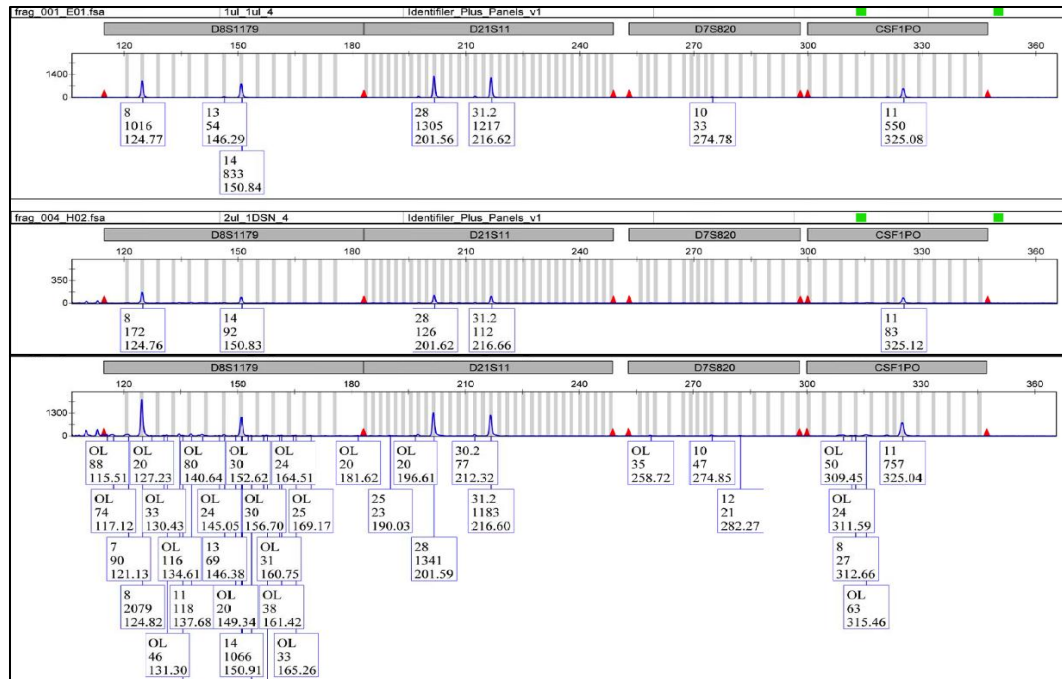 frag_001_E01.fsa 1ul_1ul_4 Identifiler_Plus_Panels_v1
D8S1179 D21S11 D7S820 CSF1PO
120 150 180 210 240 270 300 330 360
1400
0
8 13 28 31.2 10 11
1016 54 1305 1217 33 550
124.77 146.29 201.56 216.62 274.78 325.08
14
833
150.84
frag_004_H02.fsa 2ul_1DSN_4 Identifiler_Plus_Panels_v1
D8S1179 D21S11 D7S820 CSF1PO
120 150 180 210 240 270 300 330 360
350
0
8 14 28 31.2 11
172 92 126 112 83
124.76 150.83 201.62 216.66 325.12
D8S1179 D21S11 D7S820 CSF1PO
120 150 180 210 240 270 300 330 360
1300
0
OL OL OL OL OL OL OL 30.2 OL 10 OL 11
88 20 80 30 24 20 20 77 35 47 50 757
115.51 127.23 140.64 152.62 164.51 181.62 196.61 212.32 258.72 274.85 309.45 325.04
OL OL OL OL OL 25 31.2 12 OL
74 33 24 30 25 23 1183 21 24
117.12 130.43 145.05 156.70 169.17 190.03 216.60 282.27 311.59
7 OL 13 OL 28 8
90 116 69 31 1341 27
121.13 134.61 146.38 160.75 201.59 312.66
8 11 OL OL OL
2079 118 20 38 63
124.82 137.68 149.34 161.42 315.46
OL 14 OL
46 1066 33
131.30 150.91 165.26